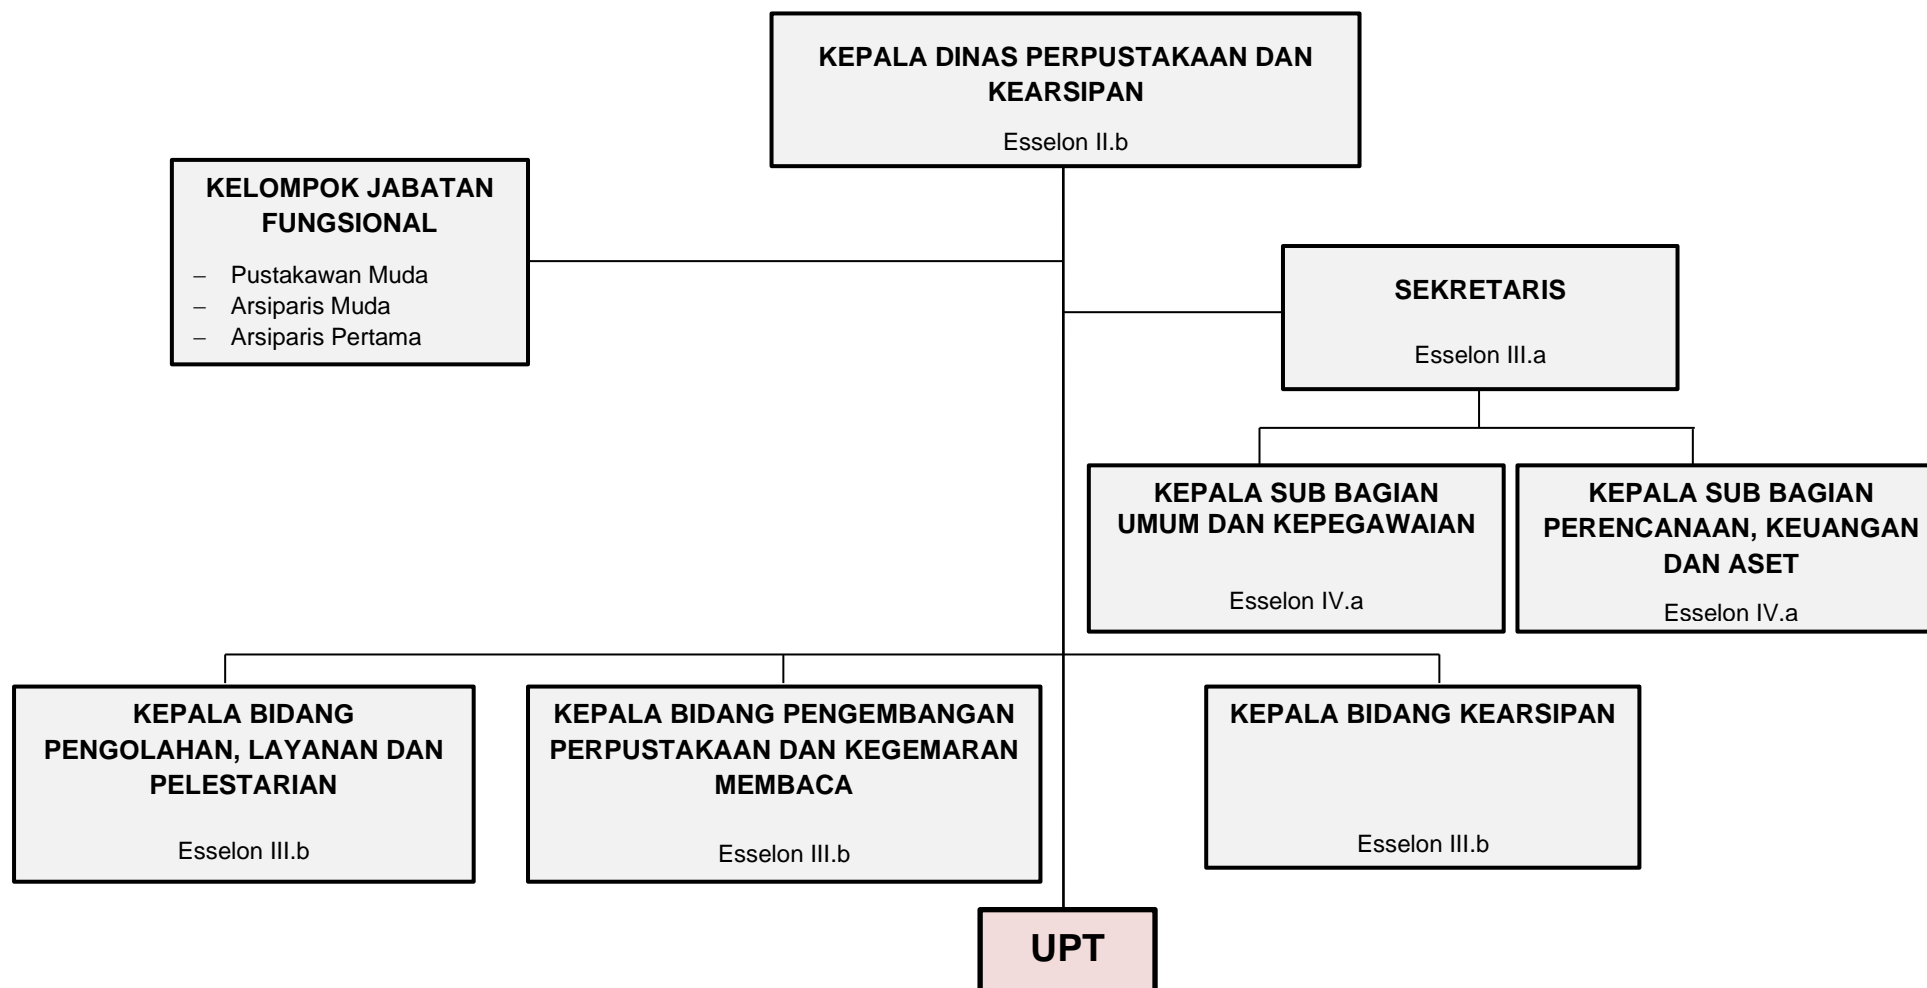 KEPALA DINAS PERPUSTAKAAN DAN
KEARSIPAN
Esselon II.b
KELOMPOK JABATAN
FUNGSIONAL
– Pustakawan Muda
– Arsiparis Muda
– Arsiparis Pertama
SEKRETARIS
Esselon III.a
KEPALA SUB BAGIAN
UMUM DAN KEPEGAWAIAN
Esselon IV.a
KEPALA SUB BAGIAN
PERENCANAAN, KEUANGAN
DAN ASET
Esselon IV.a
KEPALA BIDANG
PENGOLAHAN, LAYANAN DAN
PELESTARIAN
Esselon III.b
KEPALA BIDANG PENGEMBANGAN
PERPUSTAKAAN DAN KEGEMARAN
MEMBACA
Esselon III.b
KEPALA BIDANG KEARSIPAN
Esselon III.b
UPT